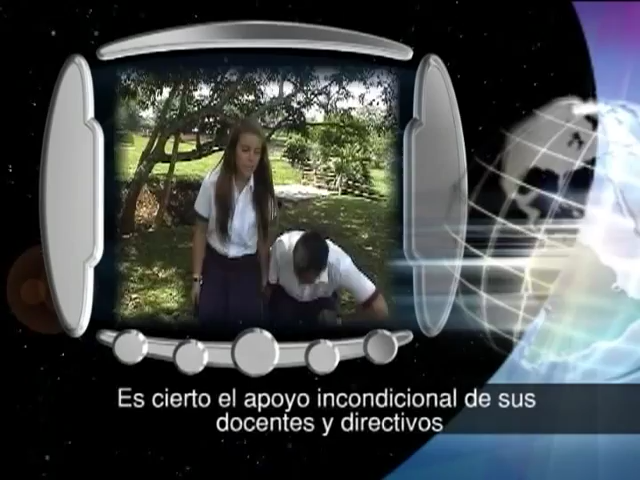 Es cierto el apoyo incondicional de sus
docentes y directivos